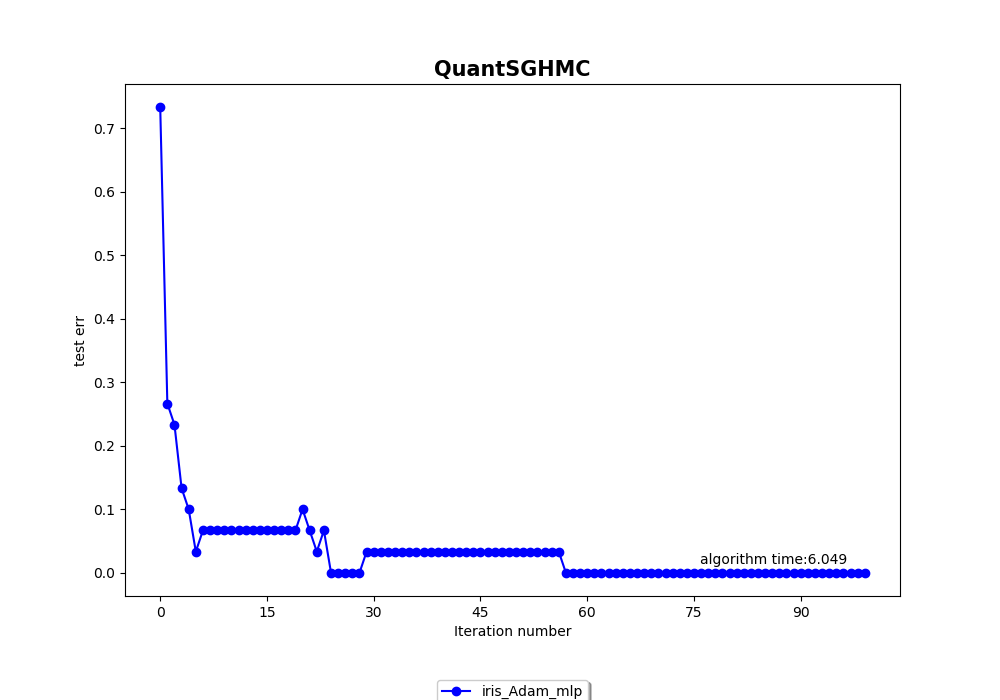 QuantSGHMC
test err
0.7
0.6
0.5
0.4
0.3
0.2
0.1
0.0
algorithm time:6.049
0 15 30 45 60 75 90
Iteration number
iris_Adam_mlp